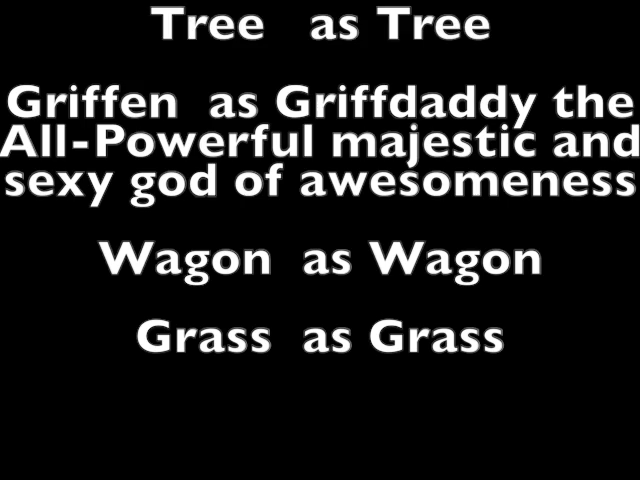 Tree as Tree
Griffen as Griffdaddy the
All-Powerful majestic and
sexy god of awesomeness
Wagon as Wagon
Grass as Grass